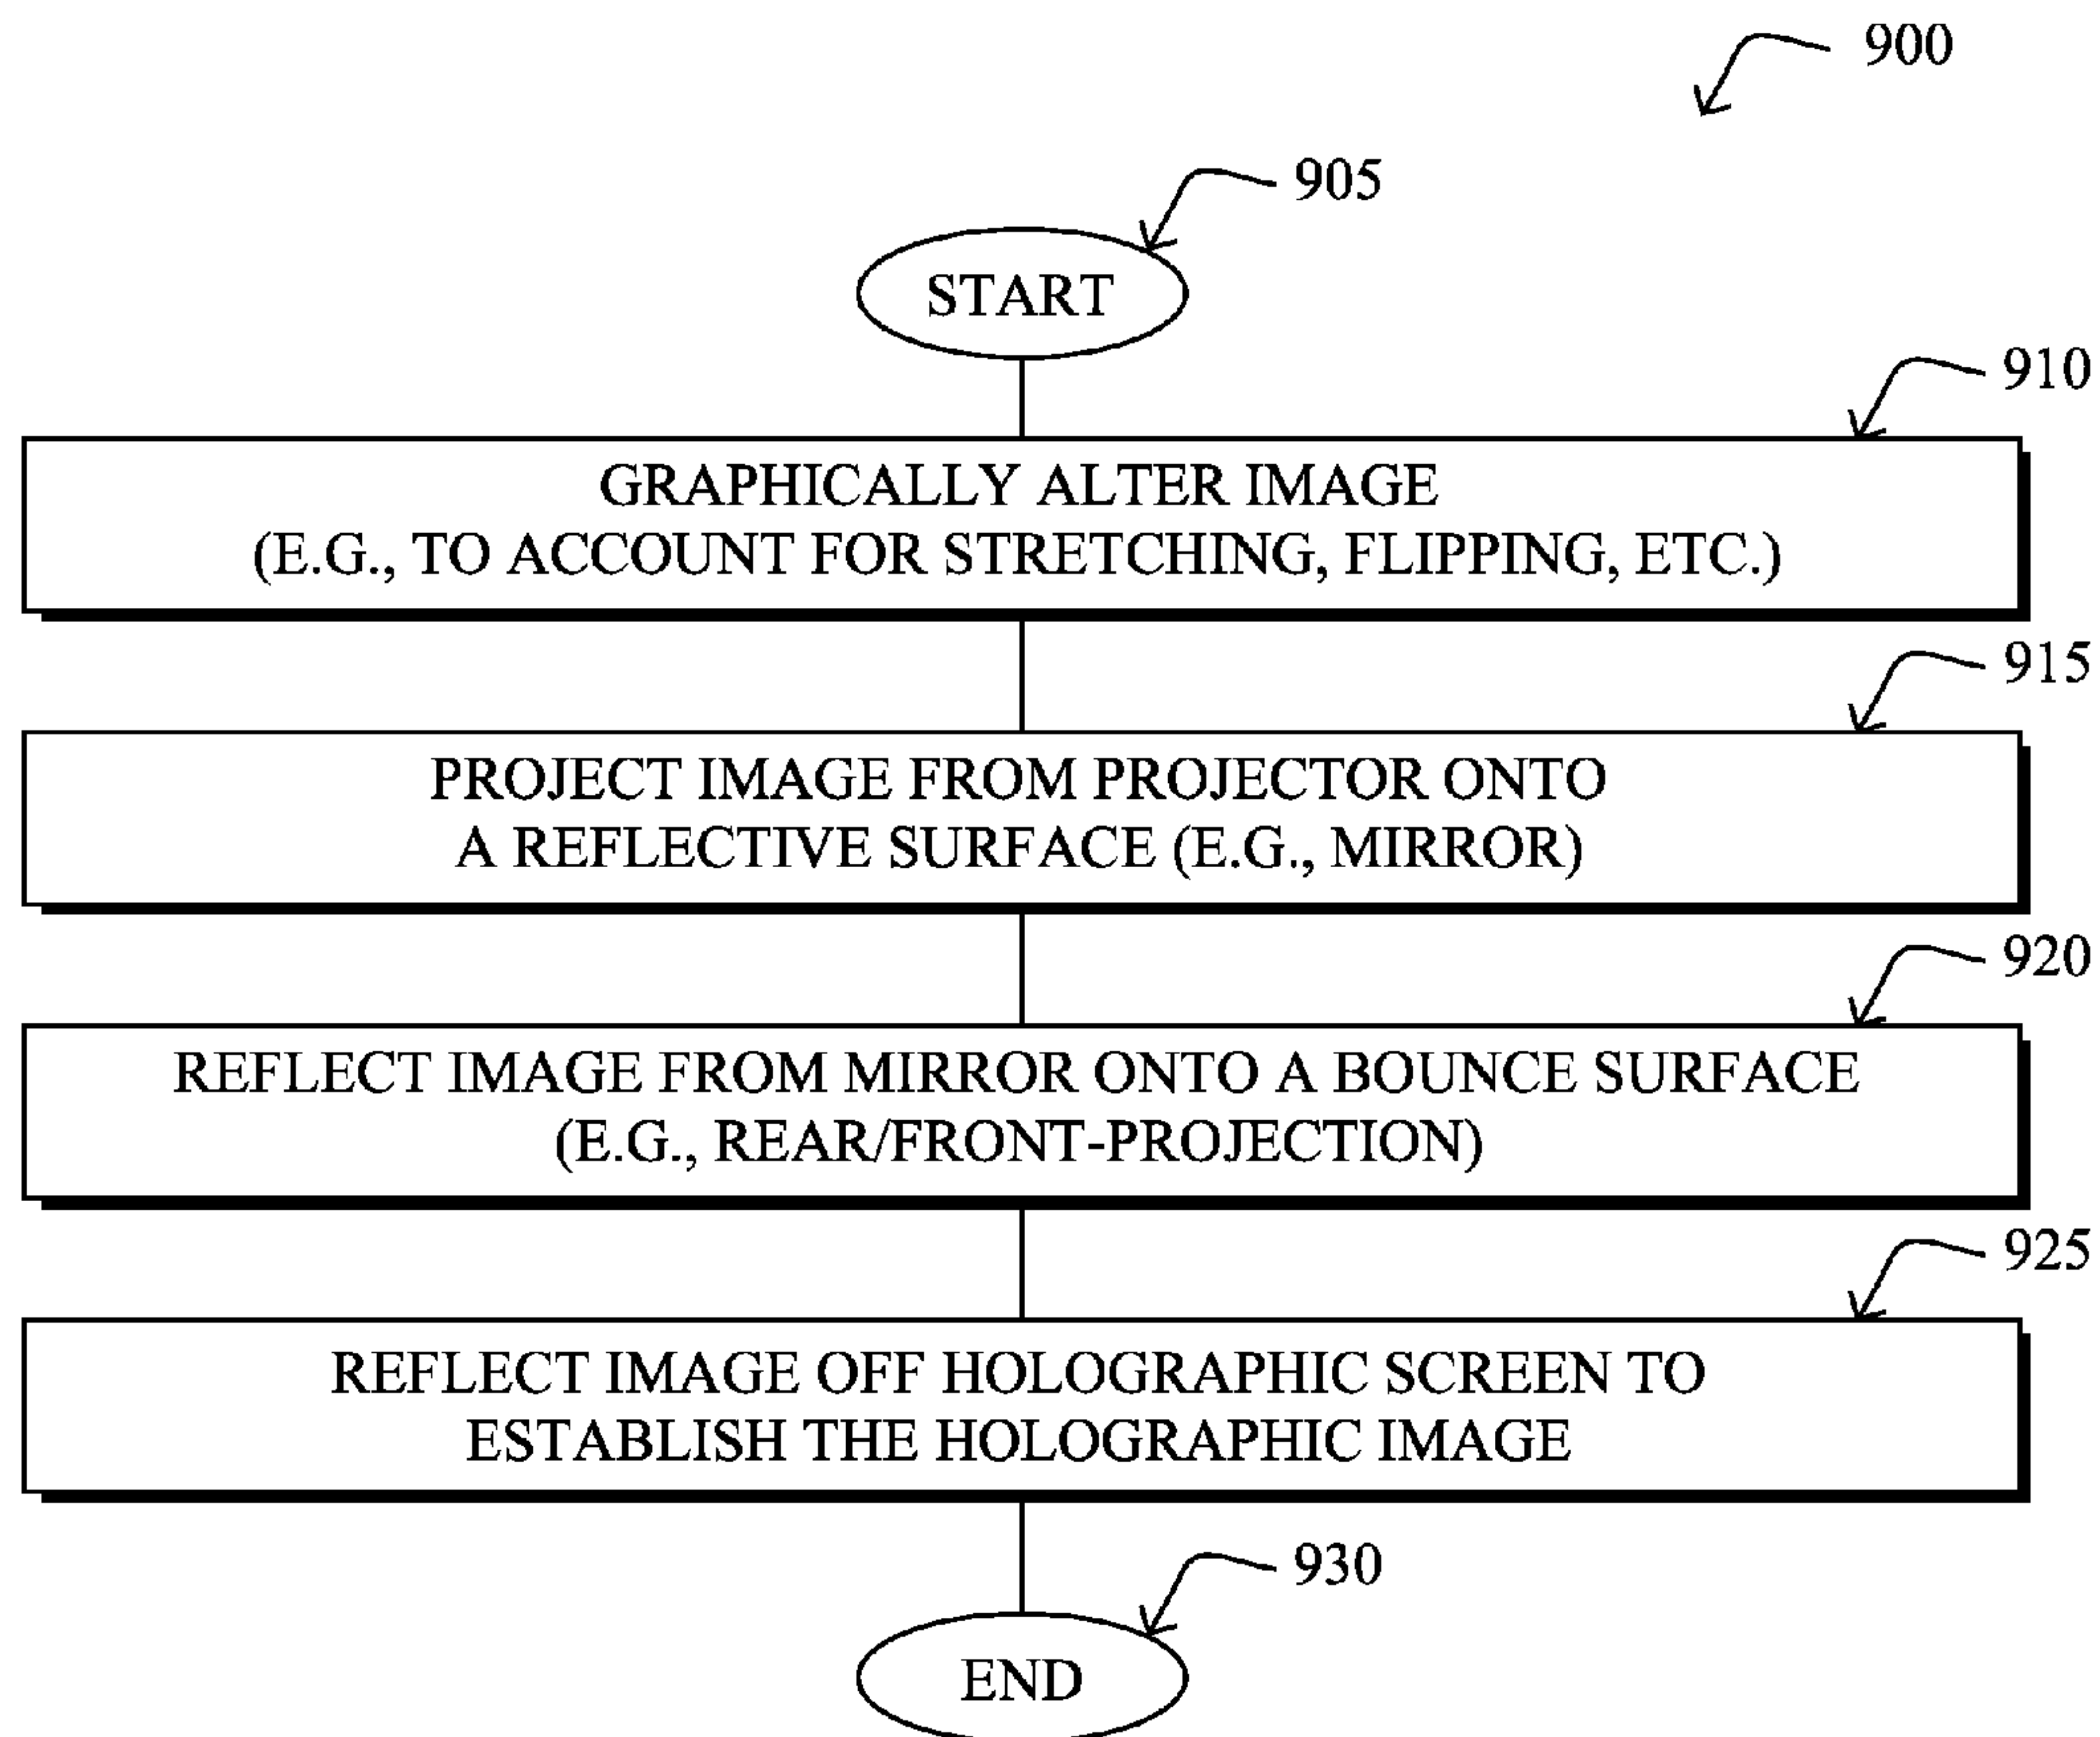 900
905
START
910
GRAPHICALLY ALTER IMAGE
(E.G., TO ACCOUNT FOR STRETCHING, FLIPPING, ETC.)
915
PROJECT IMAGE FROM PROJECTOR ONTO
A REFLECTIVE SURFACE (E.G., MIRROR)
920
REFLECT IMAGE FROM MIRROR ONTO A BOUNCE SURFACE
(E.G., REAR/FRONT-PROJECTION)
925
REFLECT IMAGE OFF HOLOGRAPHIC SCREEN TO
ESTABLISH THE HOLOGRAPHIC IMAGE
930
END